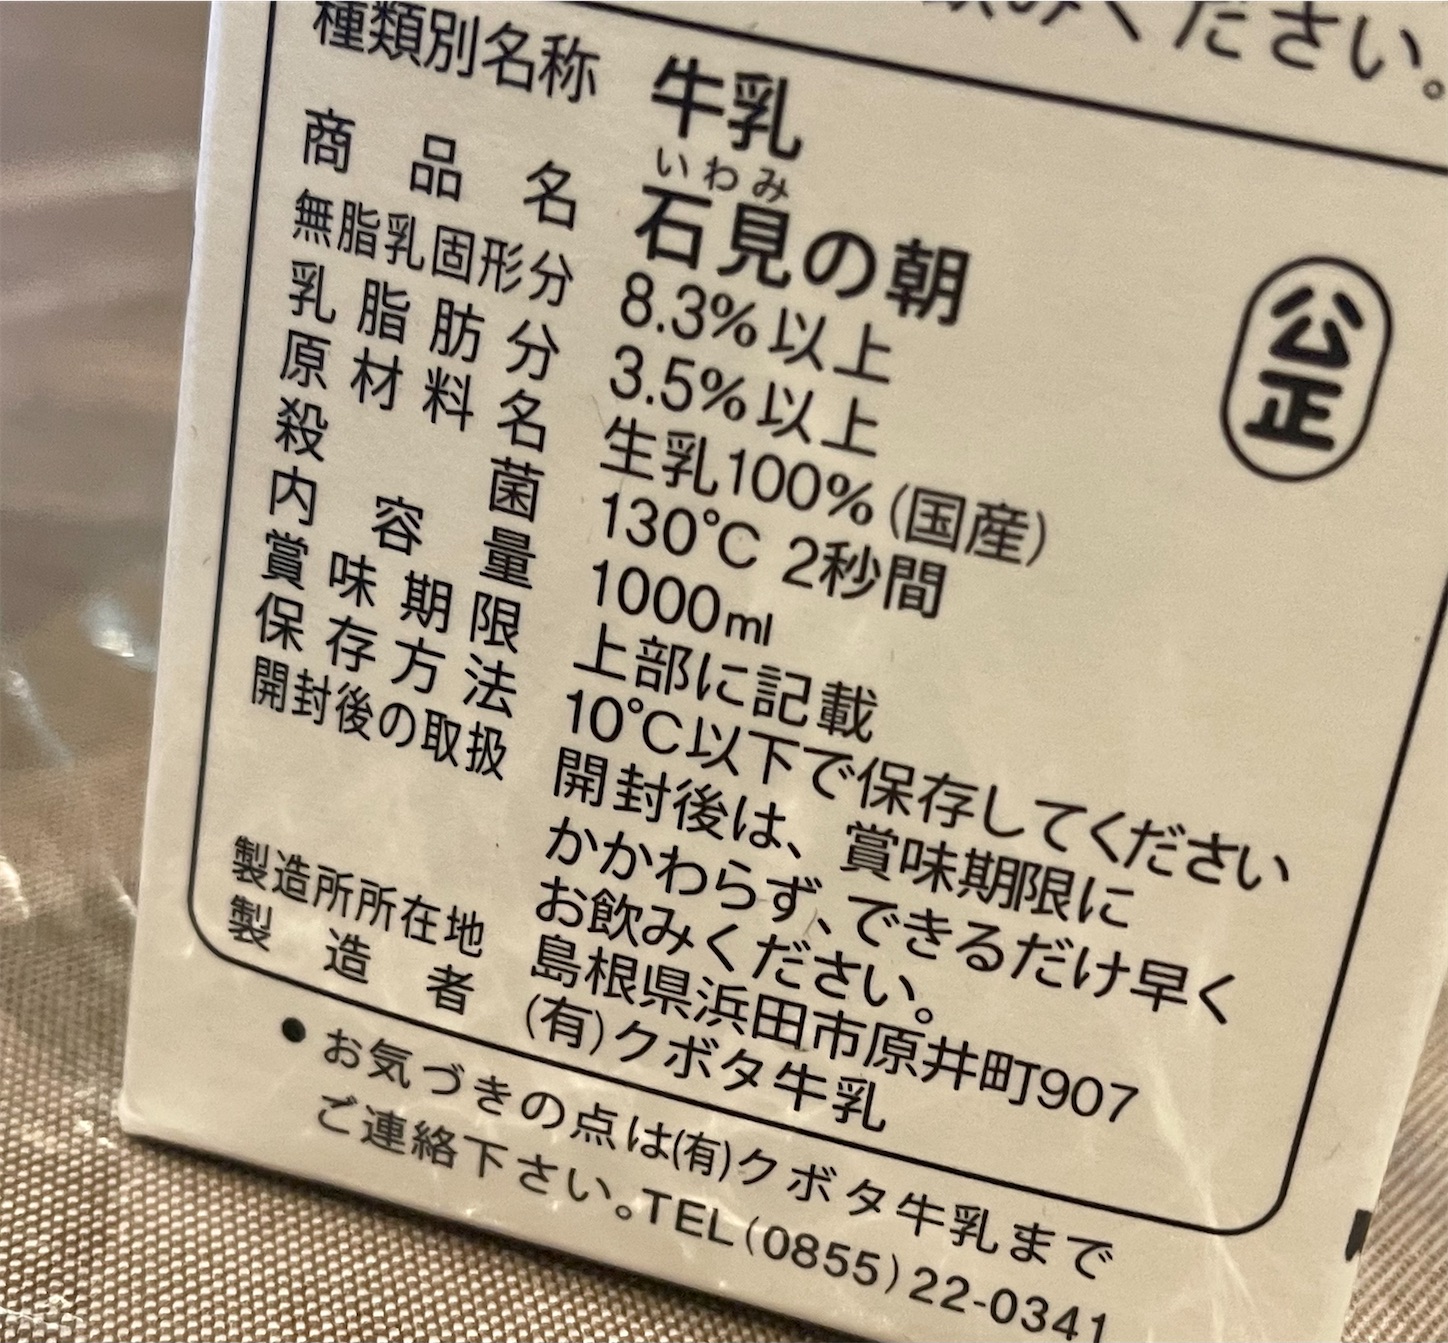 飲みください。
種類別名称 牛乳
いわみ
商品名 石見の朝
無脂乳固形分 8.3%以上
乳脂肪分 3.5%以上
原材料名 生乳100%(国産)
殺菌 130℃ 2秒間
内容量 1000ml
賞味期限 上部に記載
保存方法 10℃以下で保存してください
開封後の取扱 開封後は、賞味期限に
かかわらず、できるだけ早く
お飲みください。
製造所所在地 島根県浜田市原井町907
製造者 (有)クボタ牛乳
公正
●お気づきの点は(有)クボタ牛乳まで
ご連絡下さい。TEL(0855)22-0341